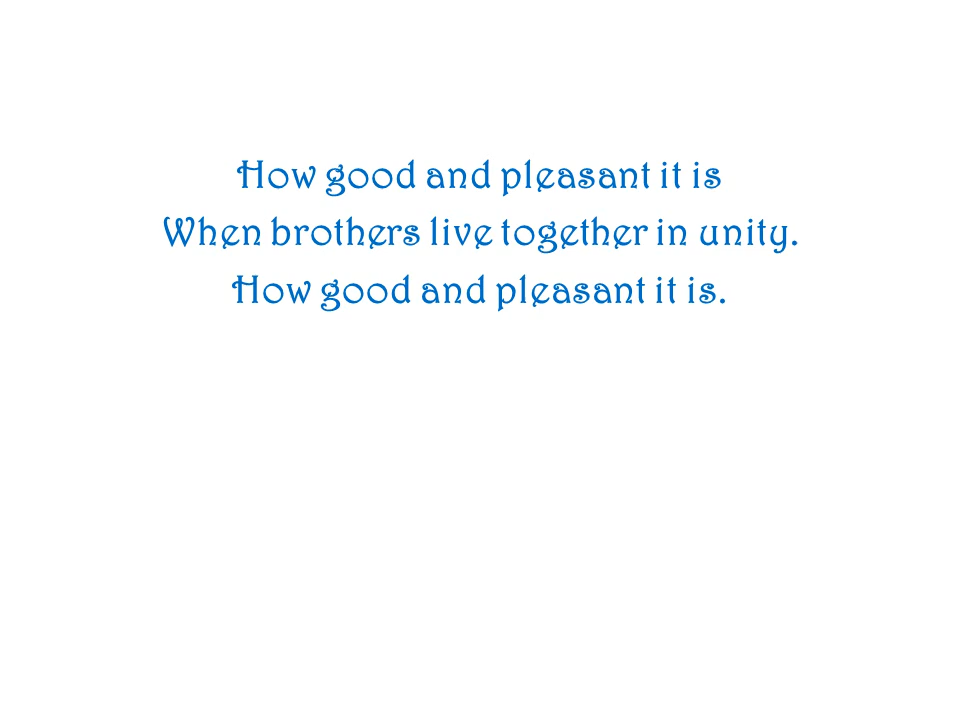 How good and pleasant it is
When brothers live together in unity.
How good and pleasant it is.